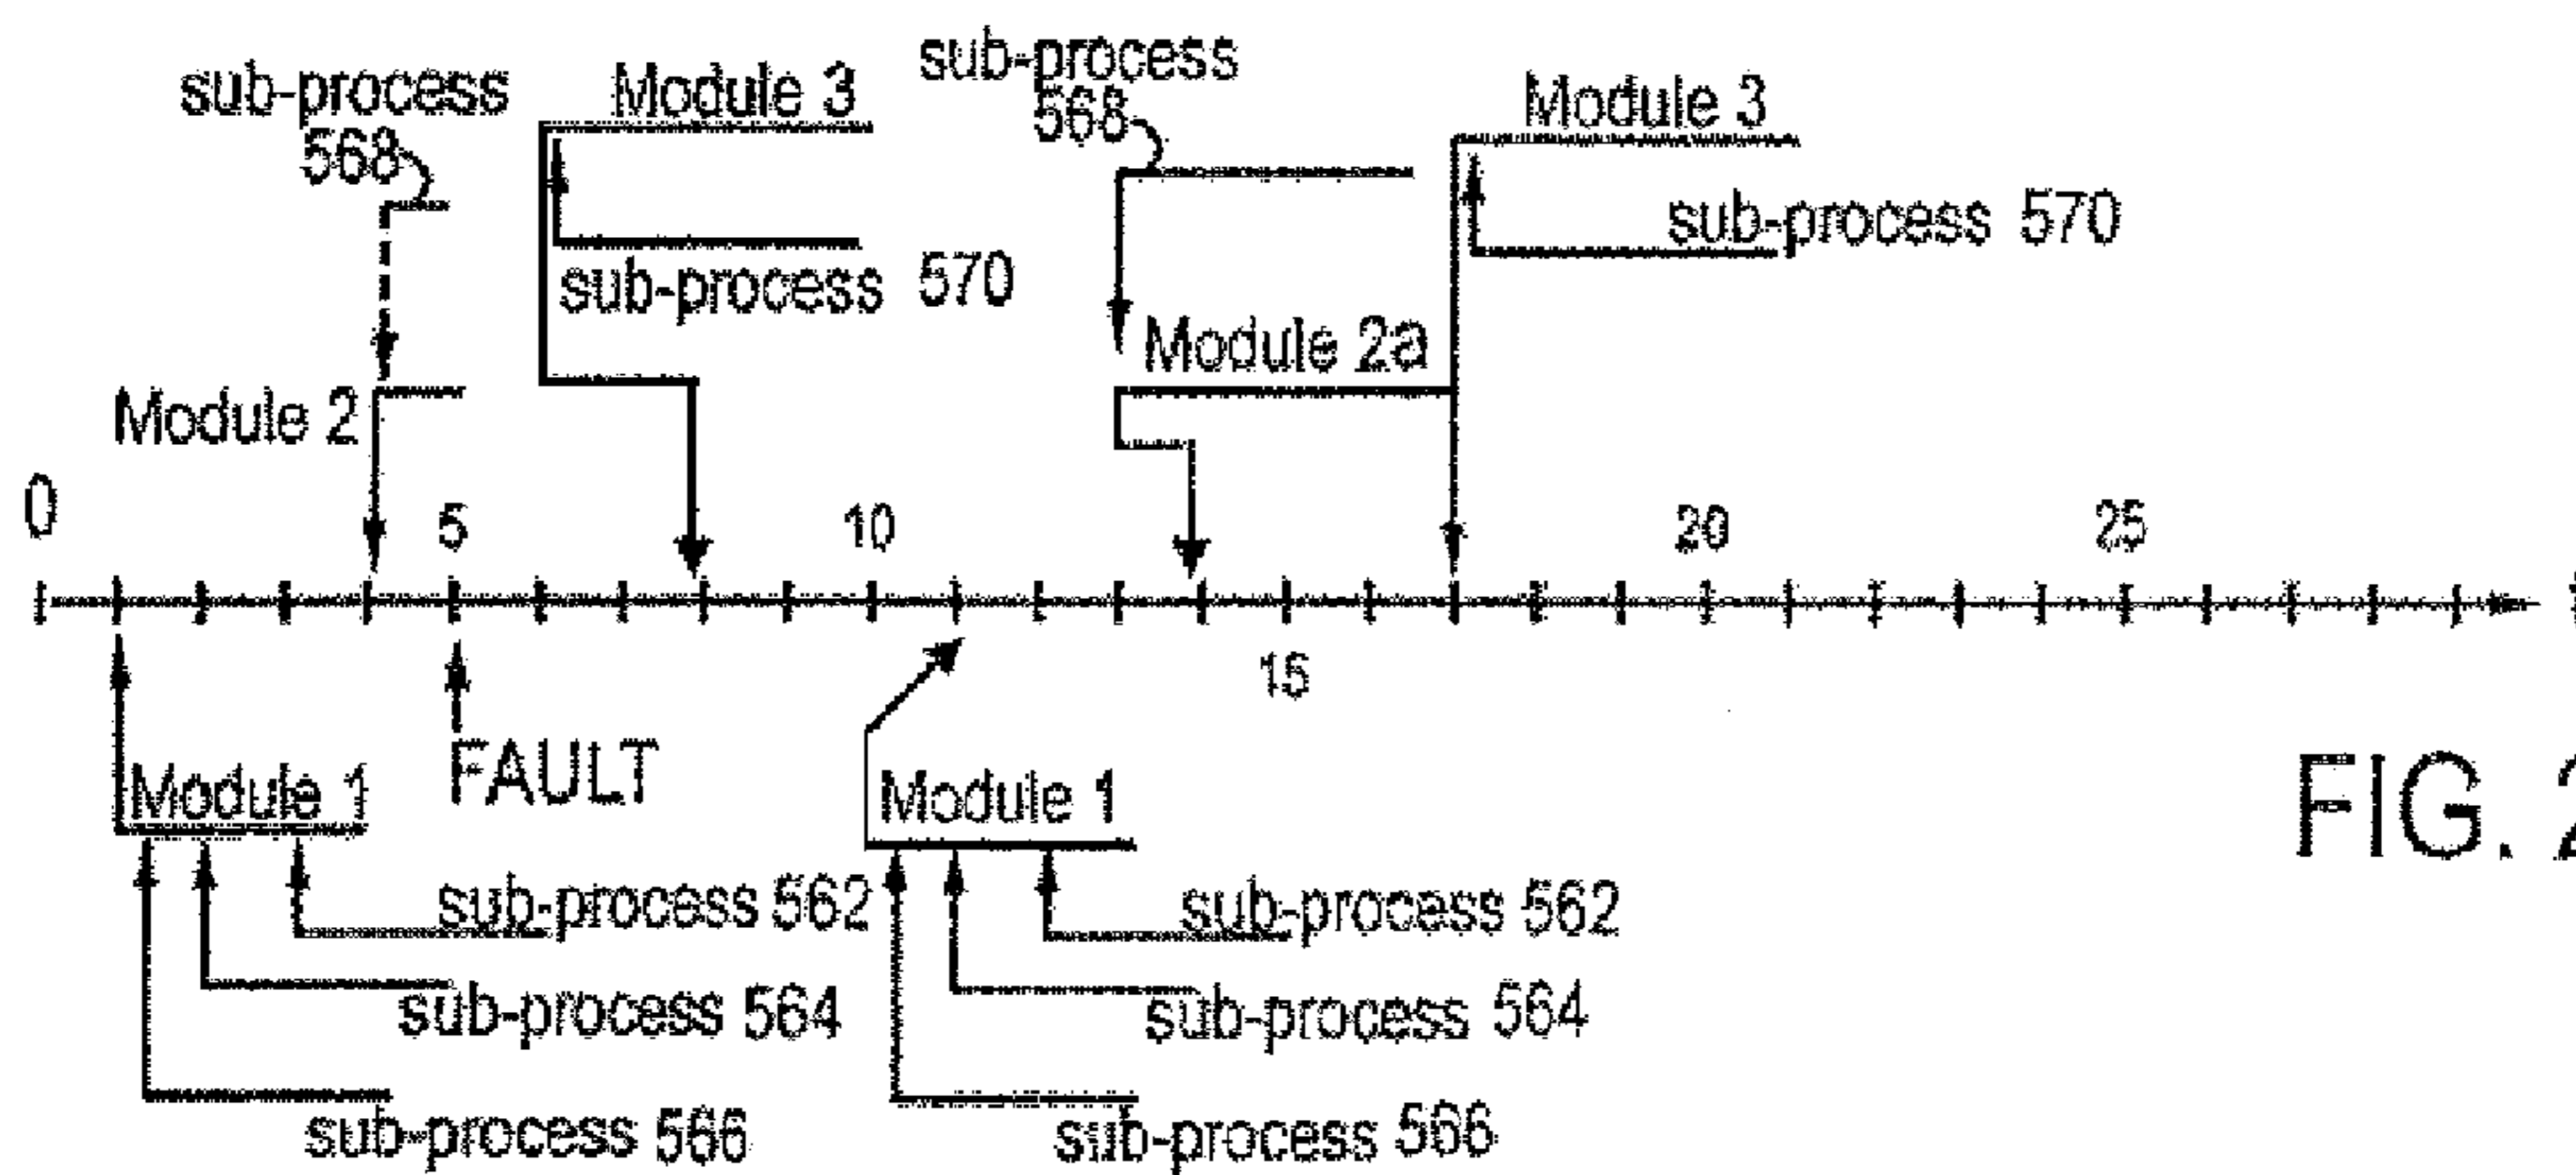 sub-process
568
Module 3
sub-process
568
Module 3
sub-process 570
sub-process 570
Module 2a
Module 2
0
5
10
20
25
15
FAULT
Module 1
Module 1
sub-process 562
sub-process 562
sub-process 564
sub-process 564
sub-process 566
sub-process 566
FIG. 2